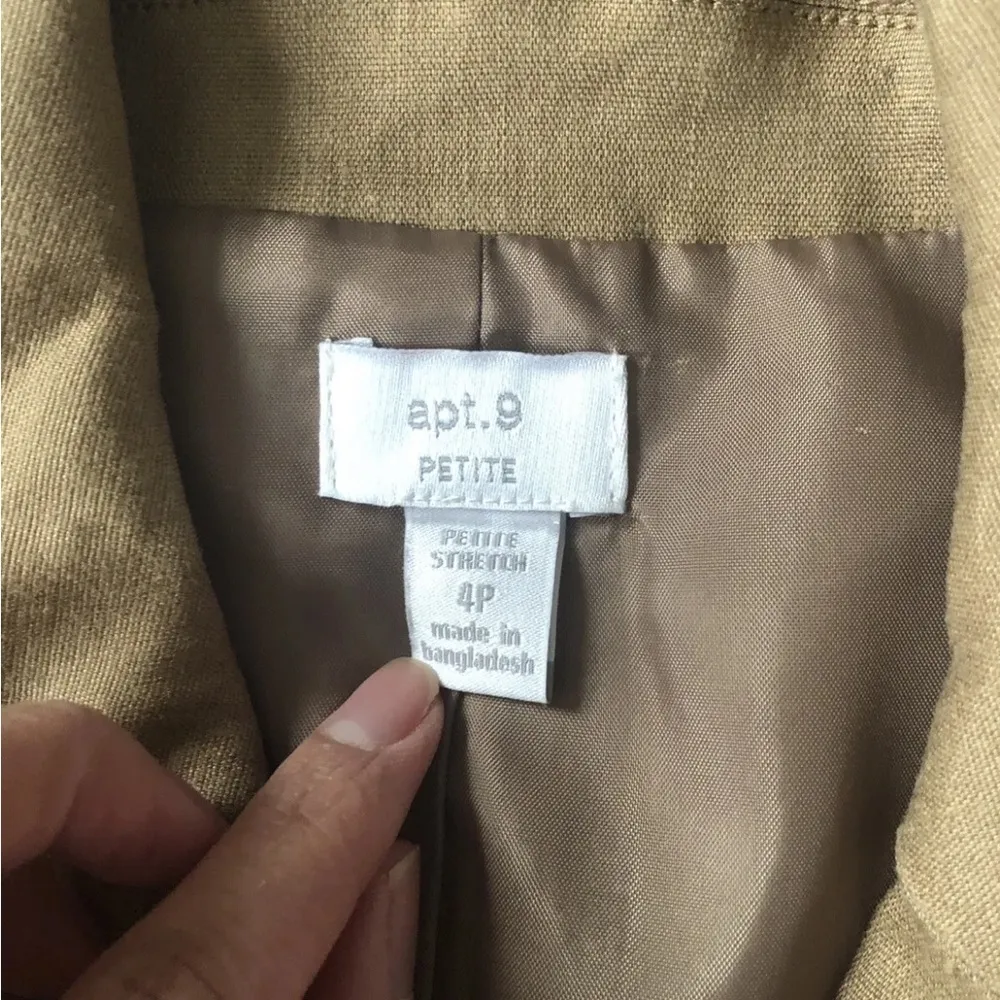 apt.9
PETITE
PETITE
STRETCH
4P
made in
bangladesh